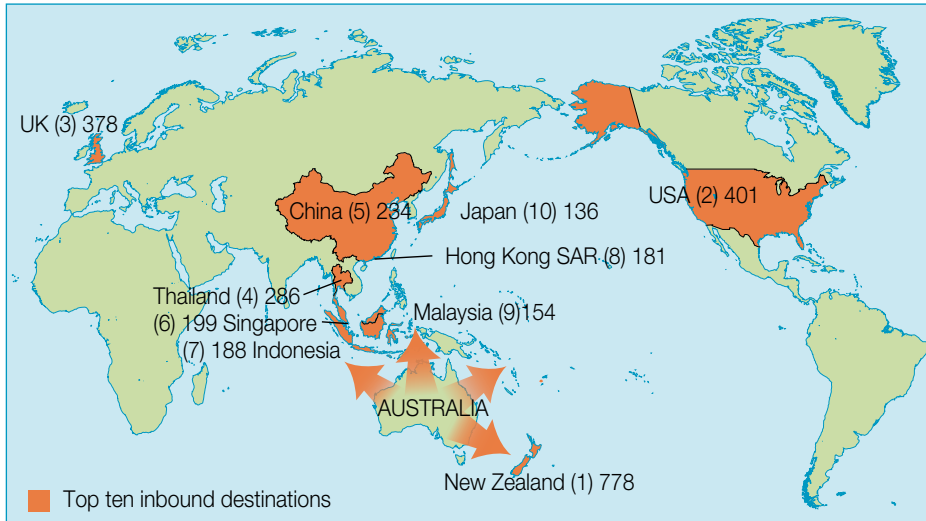 UK (3) 378
China (5) 234
Japan (10) 136
USA (2) 401
Hong Kong SAR (8) 181
Thailand (4) 286
(6) 199 Singapore
Malaysia (9)154
(7) 188 Indonesia
AUSTRALIA
New Zealand (1) 778
Top ten inbound destinations